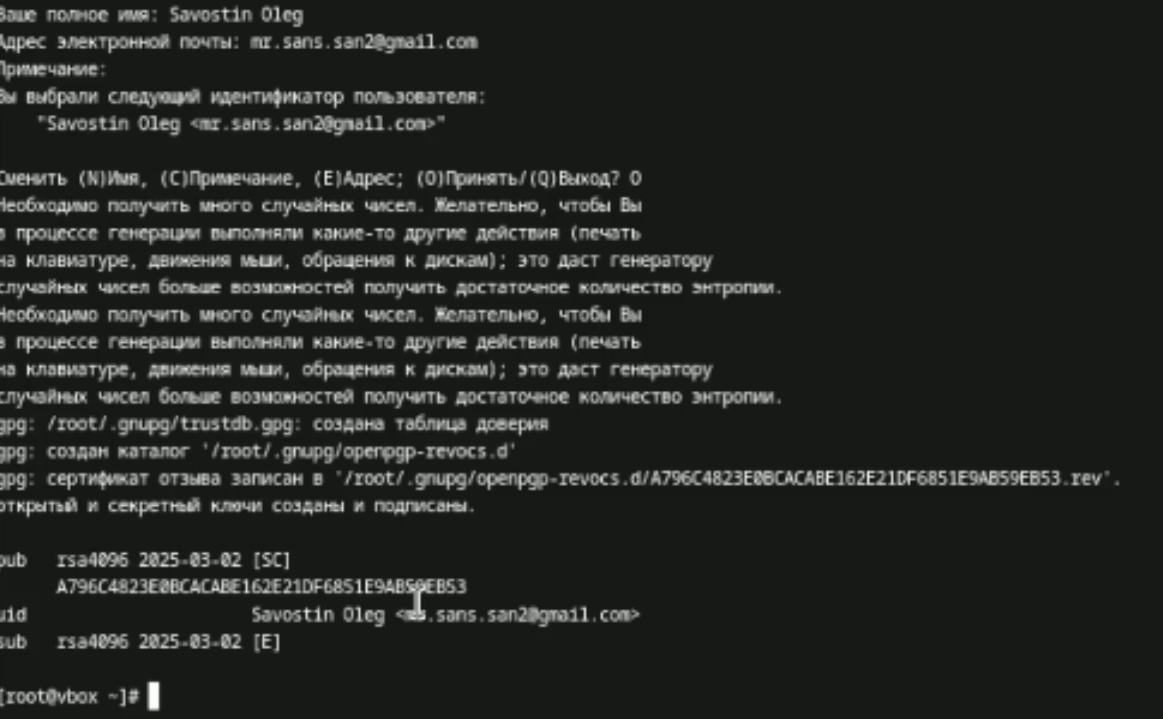 Ваше полное имя: Savostin Oleg
Адрес электронной почты: mr.sans.san2@gmail.com
Примечание:
Вы выбрали следующий идентификатор пользователя:
"Savostin Oleg <mr.sans.san2@gmail.com>"
Сменить (N)Имя, (C)Примечание, (E)Адрес; (O)Принять/(Q)Выход? O
Необходимо получить много случайных чисел. Желательно, чтобы Вы
в процессе генерации выполняли какие-то другие действия (печать
на клавиатуре, движения мыши, обращения к дискам); это даст генератору
случайных чисел больше возможностей получить достаточное количество энтропии.
Необходимо получить много случайных чисел. Желательно, чтобы Вы
в процессе генерации выполняли какие-то другие действия (печать
на клавиатуре, движения мыши, обращения к дискам); это даст генератору
случайных чисел больше возможностей получить достаточное количество энтропии.
gpg: /root/.gnupg/trustdb.gpg: создана таблица доверия
gpg: создан каталог '/root/.gnupg/openpgp-revocs.d'
gpg: сертификат отзыва записан в '/root/.gnupg/openpgp-revocs.d/A796C4823E0BCACABE162E21DF6851E9AB59EB53.rev'.
открытый и секретный ключи созданы и подписаны.
pub rsa4096 2025-03-02 [SC]
A796C4823E0BCACABE162E21DF6851E9AB59EB53
uid Savostin Oleg <mr.sans.san2@gmail.com>
sub rsa4096 2025-03-02 [E]
[root@vbox ~]#